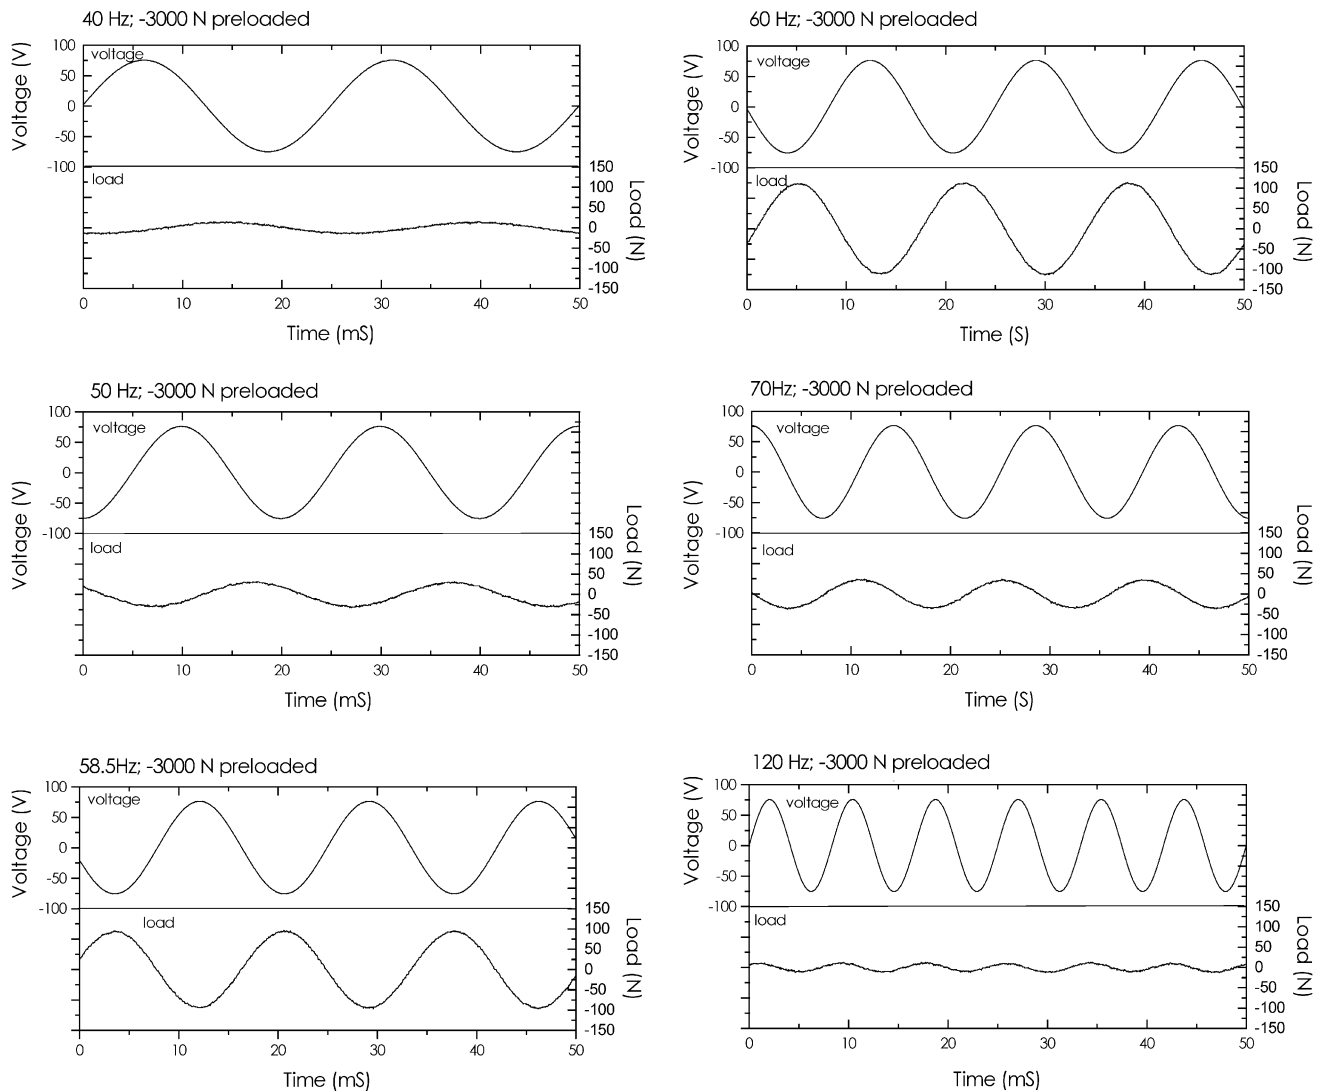 40 Hz; -3000 N preloaded
Voltage (V)
100
50
0
-50
-100
voltage
load
150
100
50
0
-50
-100
-150
Load (N)
0 10 20 30 40 50
Time (mS)
60 Hz; -3000 N preloaded
Voltage (V)
100
50
0
-50
-100
voltage
load
150
100
50
0
-50
-100
-150
Load (N)
0 10 20 30 40 50
Time (S)
50 Hz; -3000 N preloaded
Voltage (V)
100
50
0
-50
-100
voltage
load
150
100
50
0
-50
-100
-150
Load (N)
0 10 20 30 40 50
Time (mS)
70Hz; -3000 N preloaded
Voltage (V)
100
50
0
-50
-100
voltage
load
150
100
50
0
-50
-100
-150
Load (N)
0 10 20 30 40 50
Time (S)
58.5Hz; -3000 N preloaded
Voltage (V)
100
50
0
-50
-100
voltage
load
150
100
50
0
-50
-100
-150
Load (N)
0 10 20 30 40 50
Time (mS)
120 Hz; -3000 N preloaded
Voltage (V)
100
50
0
-50
-100
voltage
load
150
100
50
0
-50
-100
-150
Load (N)
0 10 20 30 40 50
Time (mS)